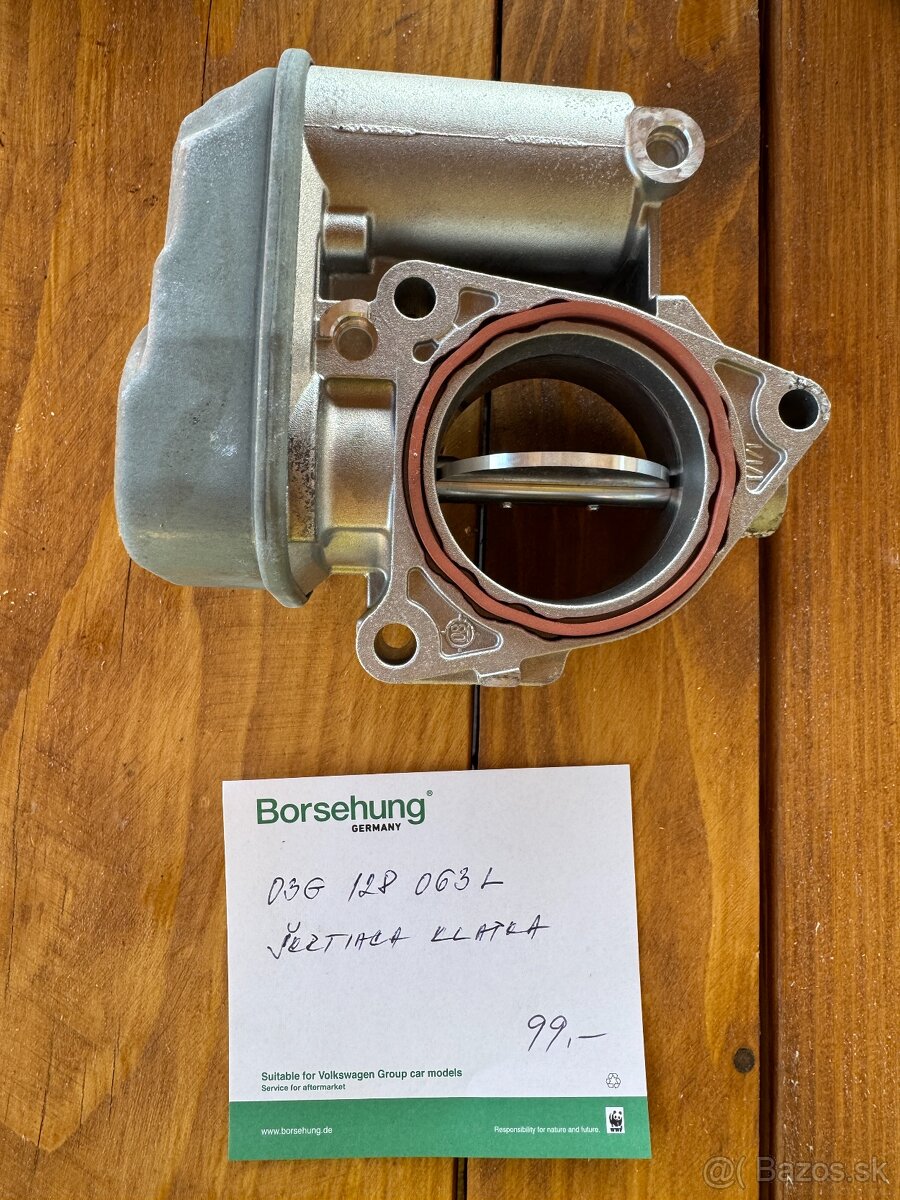 Borsehung®
GERMANY
03G 128 063 L
ŠKRTIACA KLAPKA
99,-
Suitable for Volkswagen Group car models
Service for aftermarket
www.borsehung.de
Responsibility for nature and future.
WWF
@( Bazos.sk